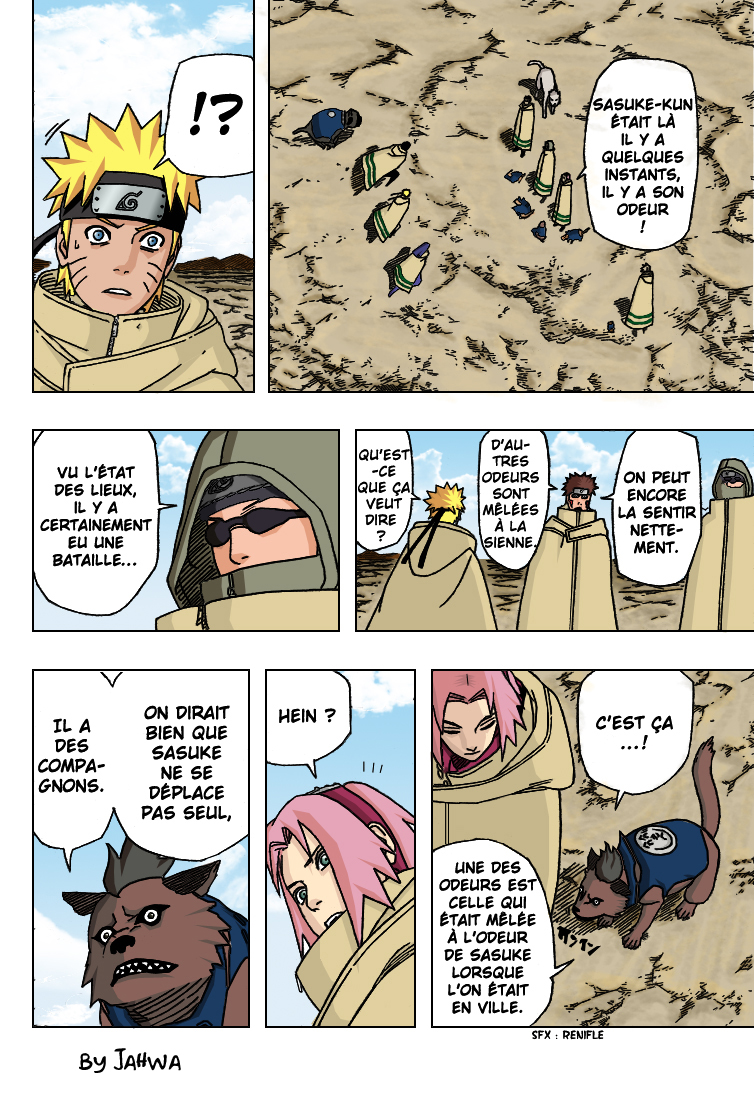 SASUKE-KUN
ÉTAIT LÀ
IL Y A
QUELQUES
INSTANTS,
IL Y A SON
ODEUR
!
!?
ON PEUT
ENCORE
LA SENTIR
NETTE-
MENT.
D'AU-
TRES
ODEURS
SONT
MÊLÉES
À LA
SIENNE.
QU'EST
-CE
QUE ÇA
VEUT
DIRE
?
VU L'ÉTAT
DES LIEUX,
IL Y A
CERTAINEMENT
EU UNE
BATAILLE...
C'EST ÇA
...!
UNE DES
ODEURS EST
CELLE QUI
ÉTAIT MÊLÉE
À L'ODEUR
DE SASUKE
LORSQUE
L'ON ÉTAIT
EN VILLE.
SFX : RENIFLE
HEIN ?
ON DIRAIT
BIEN QUE
SASUKE
NE SE
DÉPLACE
PAS SEUL,
IL A
DES
COMPA-
GNONS.
BY JAHWA